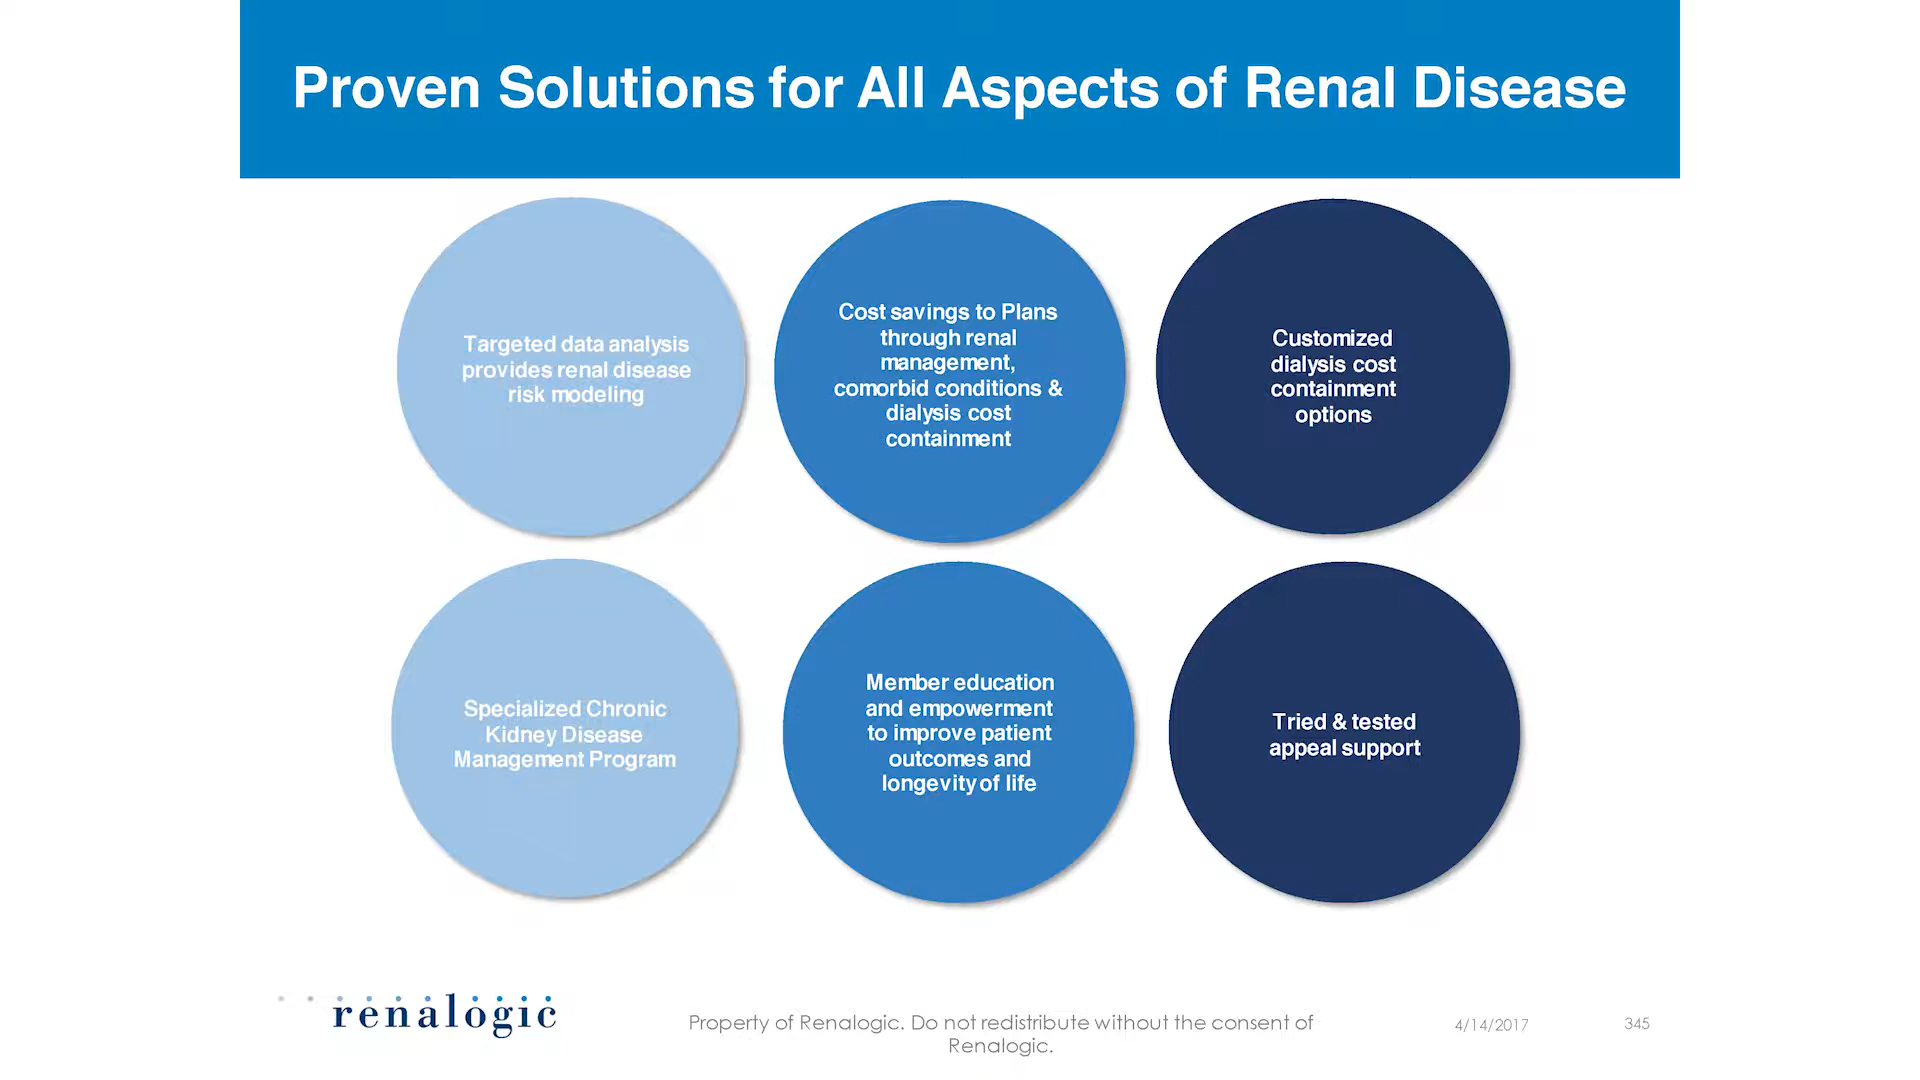 Proven Solutions for All Aspects of Renal Disease
Targeted data analysis
provides renal disease
risk modeling
Cost savings to Plans
through renal
management,
comorbid conditions &
dialysis cost
containment
Customized
dialysis cost
containment
options
Specialized Chronic
Kidney Disease
Management Program
Member education
and empowerment
to improve patient
outcomes and
longevity of life
Tried & tested
appeal support
renalogic
Property of Renalogic. Do not redistribute without the consent of
Renalogic.
4/14/2017
345